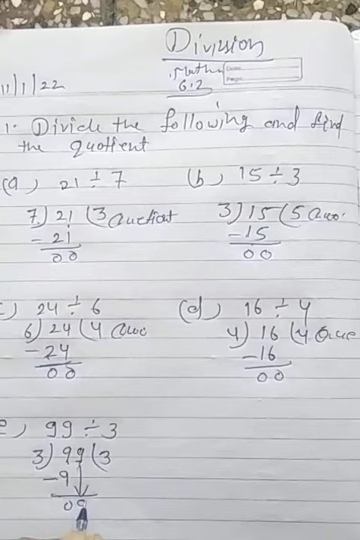 Division
Maths
6.2
Date:
Page:
11/1/22
1. Divide the following and find
the quotient
(a) 21 ÷ 7
(b) 15 ÷ 3
7) 21 (3 Quotient
- 21
00
3) 15 (5 Quo.
- 15
00
c) 24 ÷ 6
(d) 16 ÷ 4
6) 24 (4 Quo
- 24
00
4) 16 (4 Quo
- 16
00
e) 99 ÷ 3
3) 99 (3
- 9
09